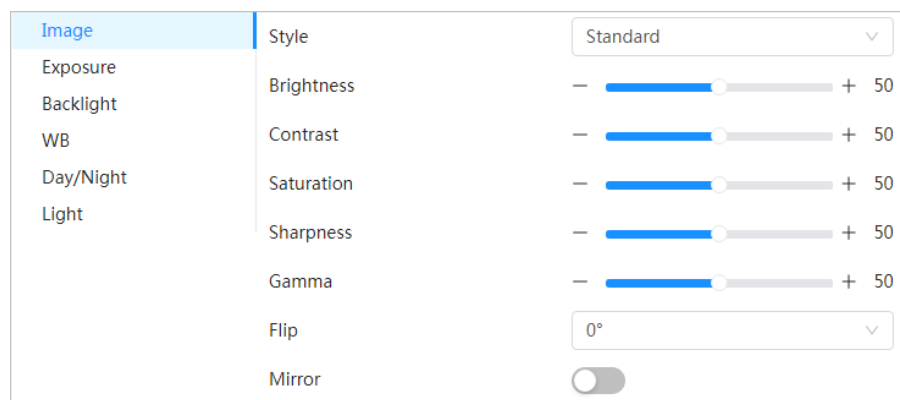 Image
Exposure
Backlight
WB
Day/Night
Light
Style Standard
Brightness 50
Contrast 50
Saturation 50
Sharpness 50
Gamma 50
Flip 0°
Mirror